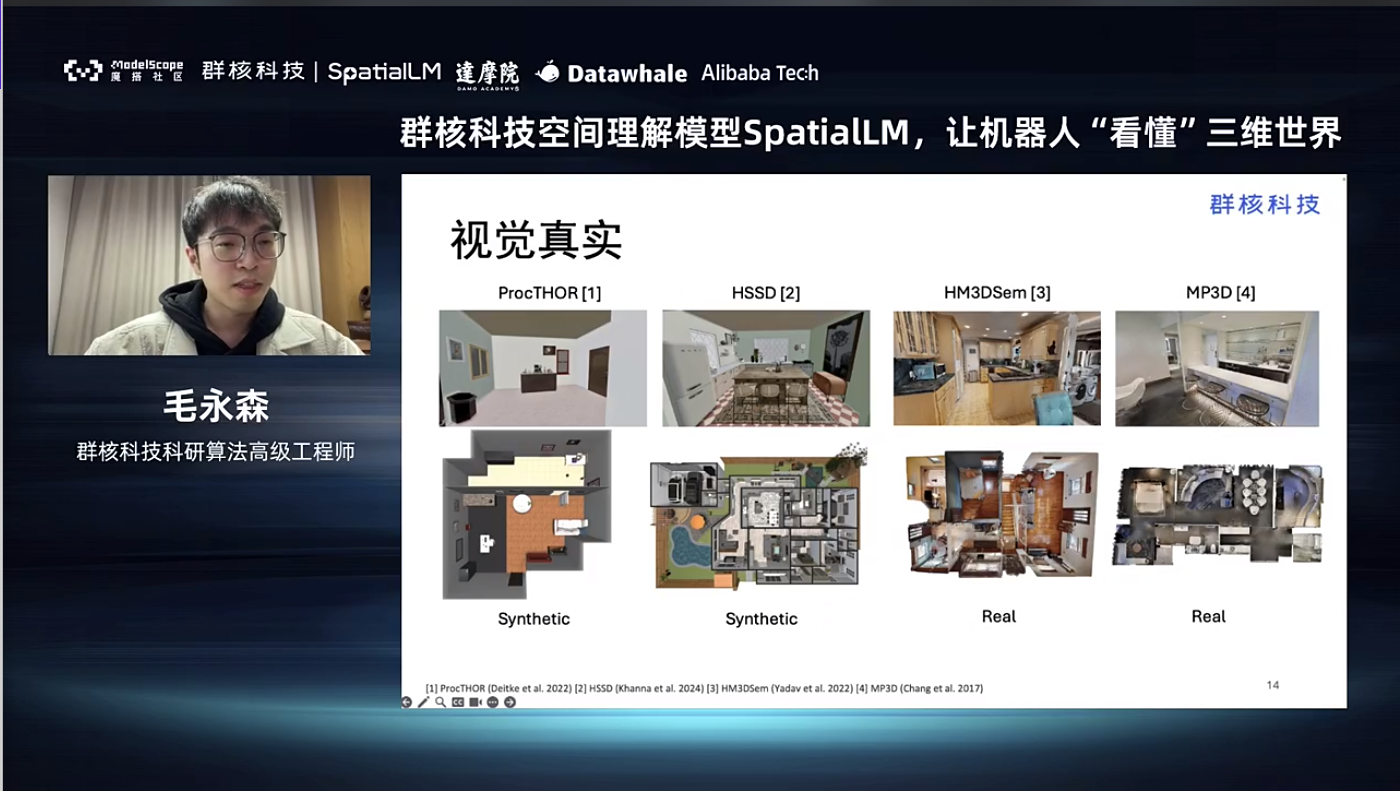 ModelScope
魔搭社区
群核科技 | SpatialLM
達摩院
DAMO ACADEMY
Datawhale
Alibaba Tech
群核科技空间理解模型SpatialLM，让机器人“看懂”三维世界
毛永森
群核科技科研算法高级工程师
群核科技
视觉真实
ProcTHOR [1]
HSSD [2]
HM3DSem [3]
MP3D [4]
Synthetic
Synthetic
Real
Real
[1] ProcTHOR (Deitke et al. 2022) [2] HSSD (Khanna et al. 2024) [3] HM3DSem (Yadav et al. 2022) [4] MP3D (Chang et al. 2017)
14
CC